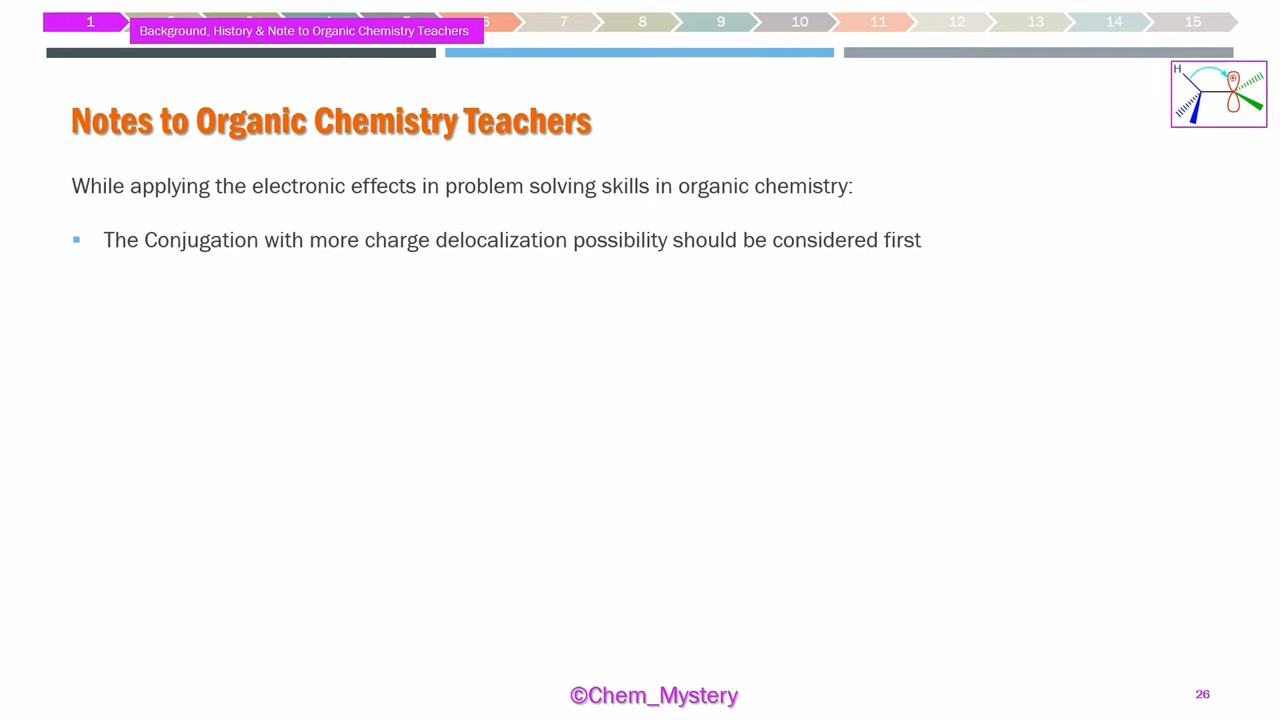 1 6 7 8 9 10 11 12 13 14 15
Background, History & Note to Organic Chemistry Teachers
H
Notes to Organic Chemistry Teachers
While applying the electronic effects in problem solving skills in organic chemistry:
▪ The Conjugation with more charge delocalization possibility should be considered first
©Chem_Mystery
26